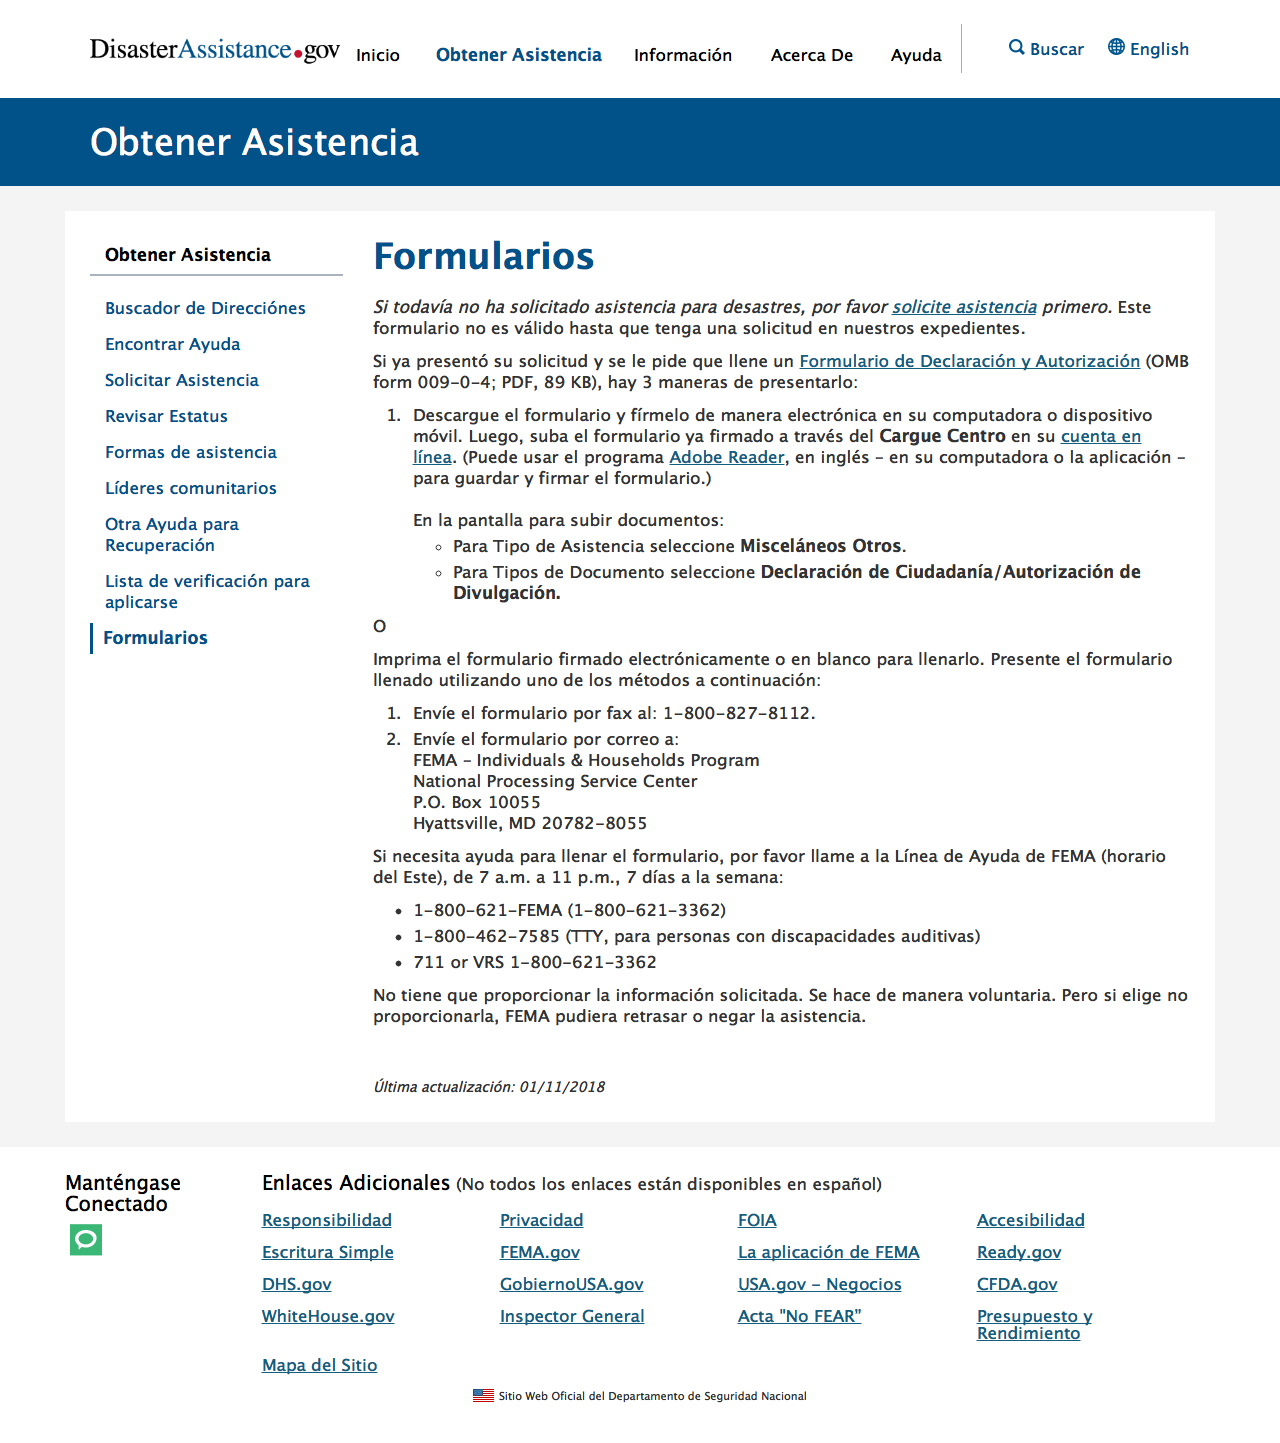 DisasterAssistance.gov
Inicio
Obtener Asistencia
Información
Acerca De
Ayuda
Buscar
English
Obtener Asistencia
Obtener Asistencia
Buscador de Direcciónes
Encontrar Ayuda
Solicitar Asistencia
Revisar Estatus
Formas de asistencia
Líderes comunitarios
Otra Ayuda para
Recuperación
Lista de verificación para
aplicarse
Formularios
Formularios
Si todavía no ha solicitado asistencia para desastres, por favor solicite asistencia primero. Este
formulario no es válido hasta que tenga una solicitud en nuestros expedientes.
Si ya presentó su solicitud y se le pide que llene un Formulario de Declaración y Autorización (OMB
form 009-0-4; PDF, 89 KB), hay 3 maneras de presentarlo:
1. Descargue el formulario y fírmelo de manera electrónica en su computadora o dispositivo
móvil. Luego, suba el formulario ya firmado a través del Cargue Centro en su cuenta en
línea. (Puede usar el programa Adobe Reader, en inglés – en su computadora o la aplicación –
para guardar y firmar el formulario.)
En la pantalla para subir documentos:
◦ Para Tipo de Asistencia seleccione Misceláneos Otros.
◦ Para Tipos de Documento seleccione Declaración de Ciudadanía/Autorización de
Divulgación.
O
Imprima el formulario firmado electrónicamente o en blanco para llenarlo. Presente el formulario
llenado utilizando uno de los métodos a continuación:
1. Envíe el formulario por fax al: 1-800-827-8112.
2. Envíe el formulario por correo a:
FEMA – Individuals & Households Program
National Processing Service Center
P.O. Box 10055
Hyattsville, MD 20782-8055
Si necesita ayuda para llenar el formulario, por favor llame a la Línea de Ayuda de FEMA (horario
del Este), de 7 a.m. a 11 p.m., 7 días a la semana:
• 1-800-621-FEMA (1-800-621-3362)
• 1-800-462-7585 (TTY, para personas con discapacidades auditivas)
• 711 or VRS 1-800-621-3362
No tiene que proporcionar la información solicitada. Se hace de manera voluntaria. Pero si elige no
proporcionarla, FEMA pudiera retrasar o negar la asistencia.
Última actualización: 01/11/2018
Manténgase
Conectado
Enlaces Adicionales (No todos los enlaces están disponibles en español)
Responsibilidad
Privacidad
FOIA
Accesibilidad
Escritura Simple
FEMA.gov
La aplicación de FEMA
Ready.gov
DHS.gov
GobiernoUSA.gov
USA.gov – Negocios
CFDA.gov
WhiteHouse.gov
Inspector General
Acta "No FEAR"
Presupuesto y
Rendimiento
Mapa del Sitio
Sitio Web Oficial del Departamento de Seguridad Nacional